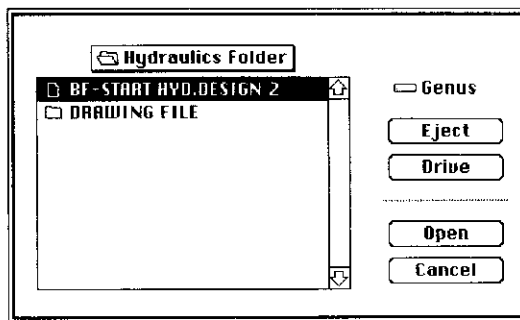 Hydraulics Folder
BF-START HYD.DESIGN 2
DRAWING FILE
Genus
Eject
Drive
Open
Cancel